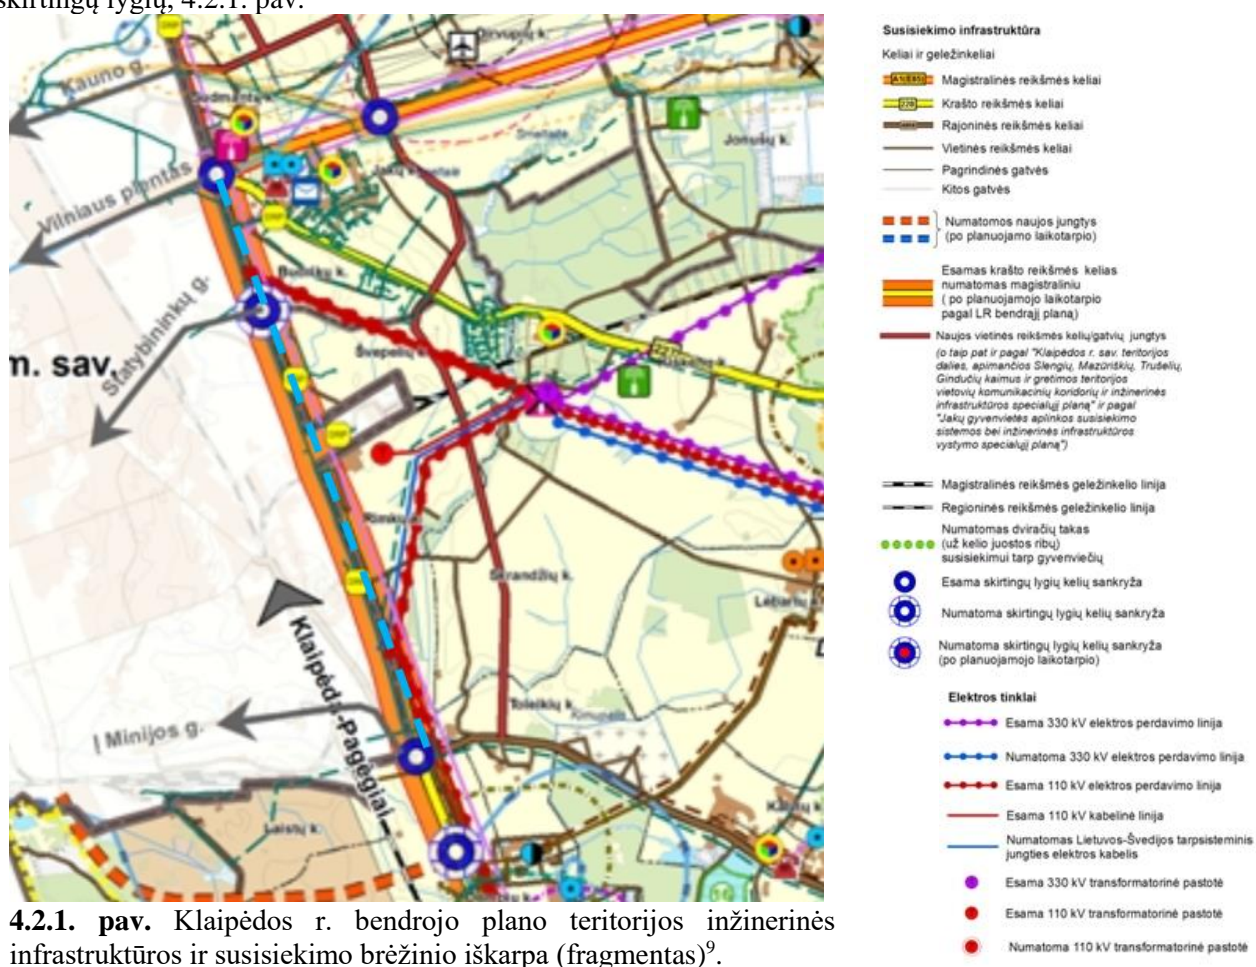 skirtingų lygių, 4.2.1. pav.
Kauno g.
Vilniaus plentas
Jonušų k.
Budrikų k.
Statybininkų g.
m. sav.
Švepelių k.
Rimkų k.
Skrandžių k.
Klaipėda-Pagėgiai
Toleikių k.
Į Minijos g.
Laistų k.
Susisiekimo infrastruktūra
Keliai ir geležinkeliai
A1(E85) Magistralinės reikšmės keliai
228 Krašto reikšmės keliai
Rajoninės reikšmės keliai
Vietinės reikšmės keliai
Pagrindinės gatvės
Kitos gatvės
Numatomos naujos jungtys
(po planuojamo laikotarpio)
Esamas krašto reikšmės kelias
numatomas magistraliniu
( po planuojamojo laikotarpio
pagal LR bendrąjį planą)
Naujos vietinės reikšmės kelių/gatvių jungtys
(o taip pat ir pagal "Klaipėdos r. sav. teritorijos
dalies, apimančios Slengių, Mazūriškių, Trušelių,
Gindulių kaimus ir gretimos teritorijos
vietovių komunikacinių koridorių ir inžinerinės
infrastruktūros specialųjį planą" ir pagal
"Jakų gyvenvietės aplinkos susisiekimo
sistemos bei inžinerinės infrastruktūros
vystymo specialųjį planą")
Magistralinės reikšmės geležinkelio linija
Regioninės reikšmės geležinkelio linija
Numatomas dviračių takas
(už kelio juostos ribų)
susisiekimui tarp gyvenviečių
Esama skirtingų lygių kelių sankryža
Numatoma skirtingų lygių kelių sankryža
Numatoma skirtingų lygių kelių sankryža
(po planuojamojo laikotarpio)
Elektros tinklai
Esama 330 kV elektros perdavimo linija
Numatoma 330 kV elektros perdavimo linija
Esama 110 kV elektros perdavimo linija
Esama 110 kV kabelinė linija
Numatomas Lietuvos-Švedijos tarpsisteminis
jungties elektros kabelis
Esama 330 kV transformatorinė pastotė
Esama 110 kV transformatorinė pastotė
Numatoma 110 kV transformatorinė pastotė
4.2.1. pav. Klaipėdos r. bendrojo plano teritorijos inžinerinės
infrastruktūros ir susisiekimo brėžinio iškarpa (fragmentas)⁹.